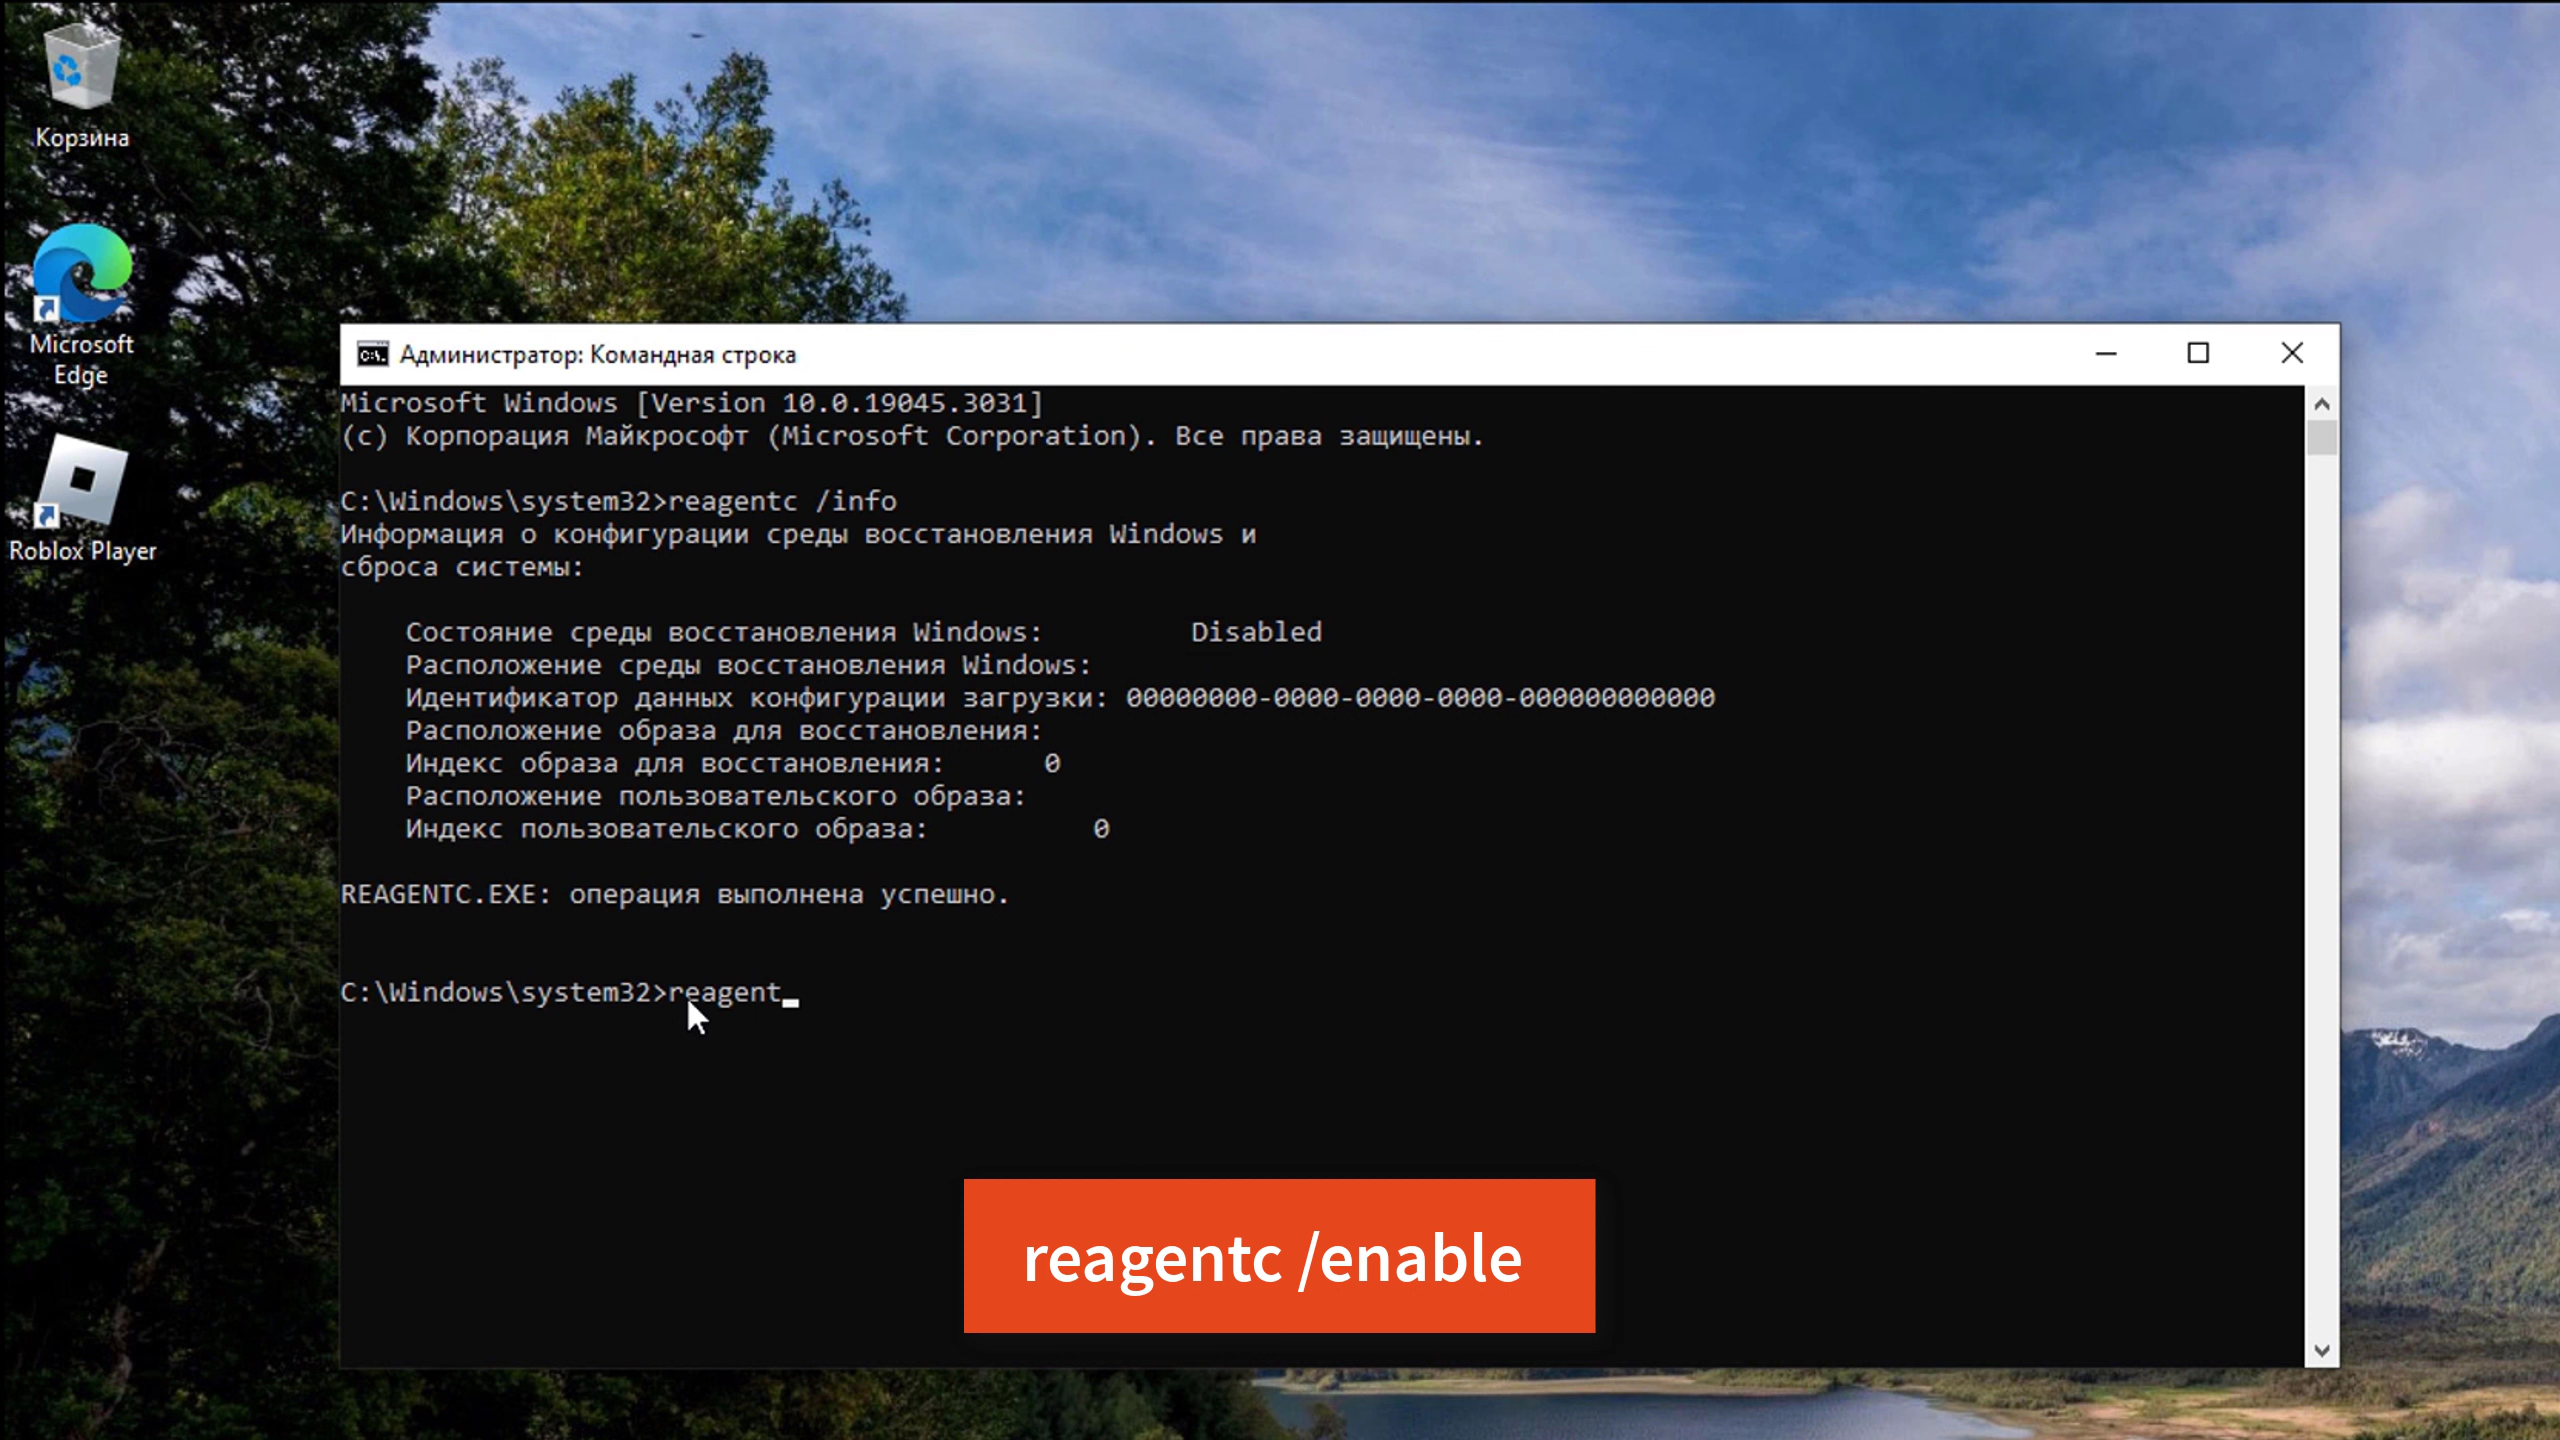 Корзина
Microsoft
Edge
Roblox Player
Администратор: Командная строка
Microsoft Windows [Version 10.0.19045.3031]
(c) Корпорация Майкрософт (Microsoft Corporation). Все права защищены.
C:\Windows\system32>reagentc /info
Информация о конфигурации среды восстановления Windows и
сброса системы:
Состояние среды восстановления Windows: Disabled
Расположение среды восстановления Windows:
Идентификатор данных конфигурации загрузки: 00000000-0000-0000-0000-000000000000
Расположение образа для восстановления:
Индекс образа для восстановления: 0
Расположение пользовательского образа:
Индекс пользовательского образа: 0
REAGENTC.EXE: операция выполнена успешно.
C:\Windows\system32>reagent_
reagentc /enable